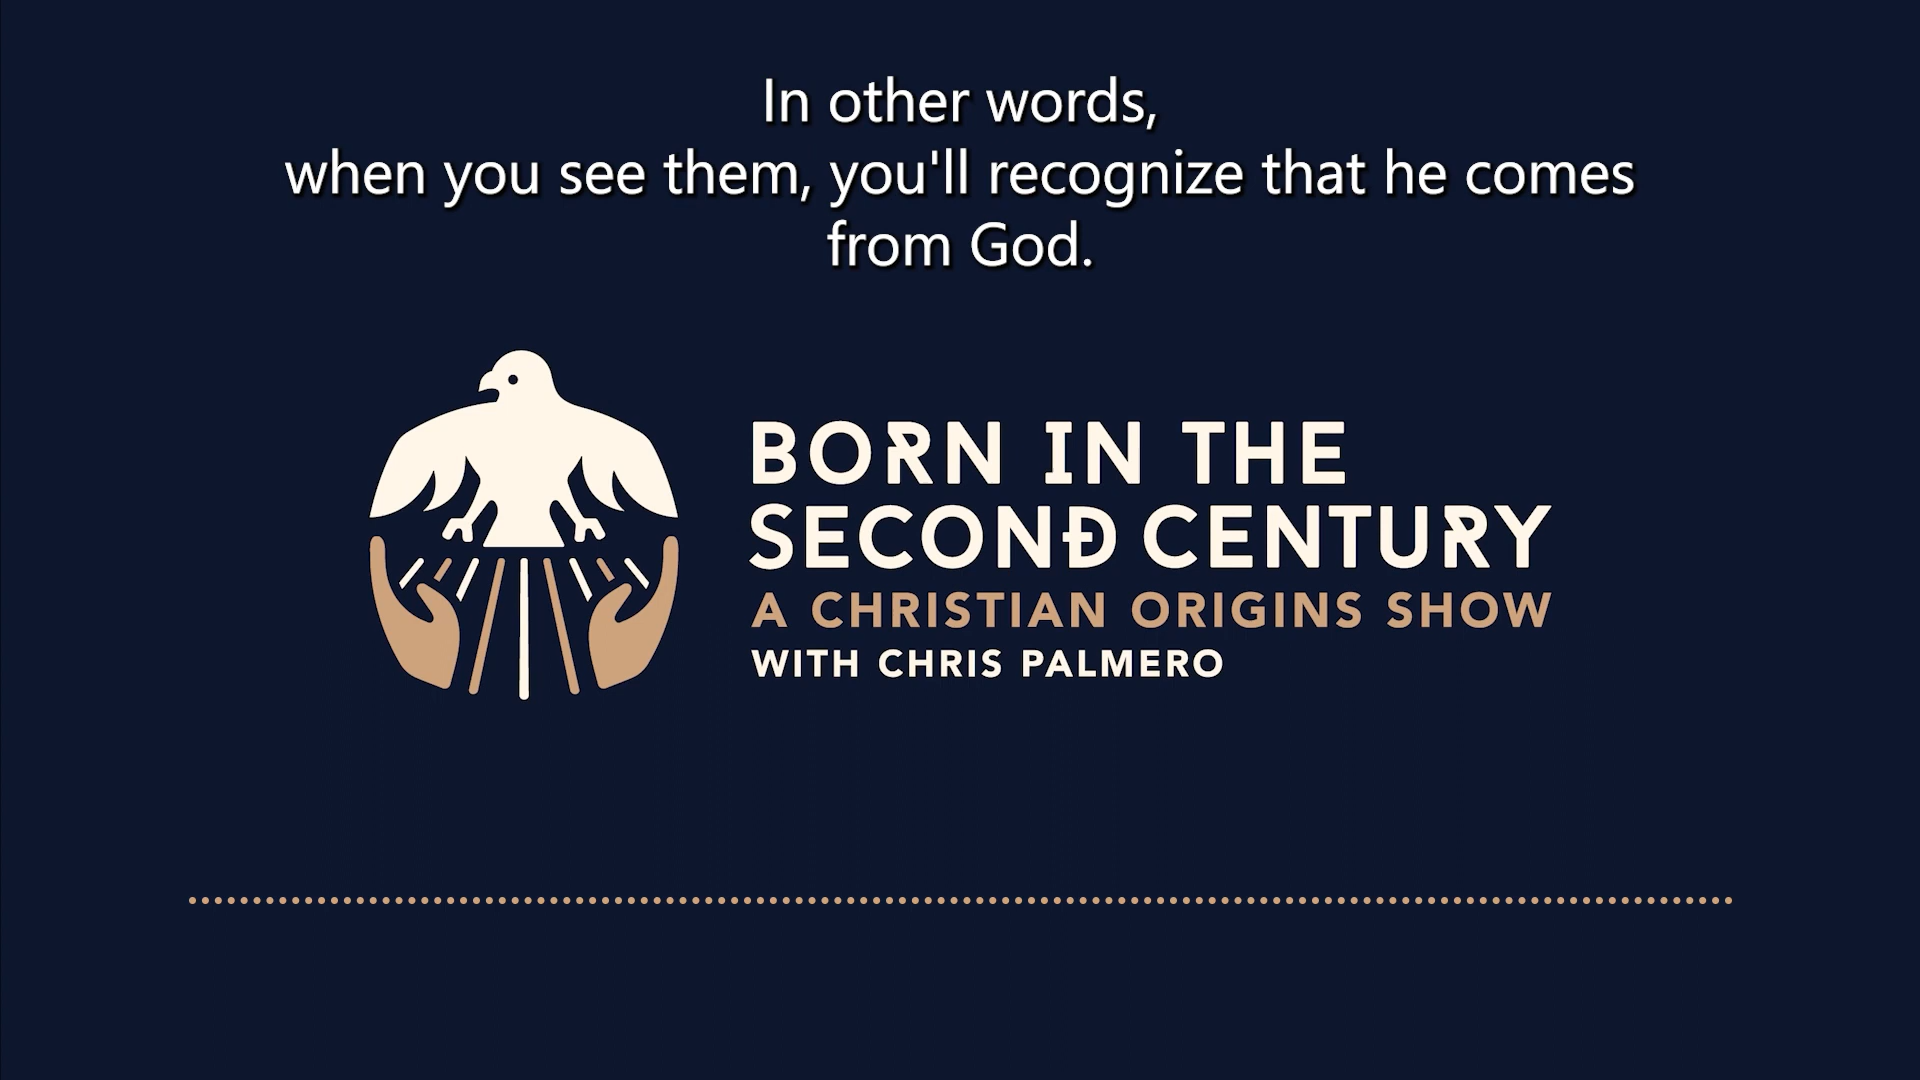 In other words,
when you see them, you'll recognize that he comes
from God.
BORN IN THE
SECOND CENTURY
A CHRISTIAN ORIGINS SHOW
WITH CHRIS PALMERO